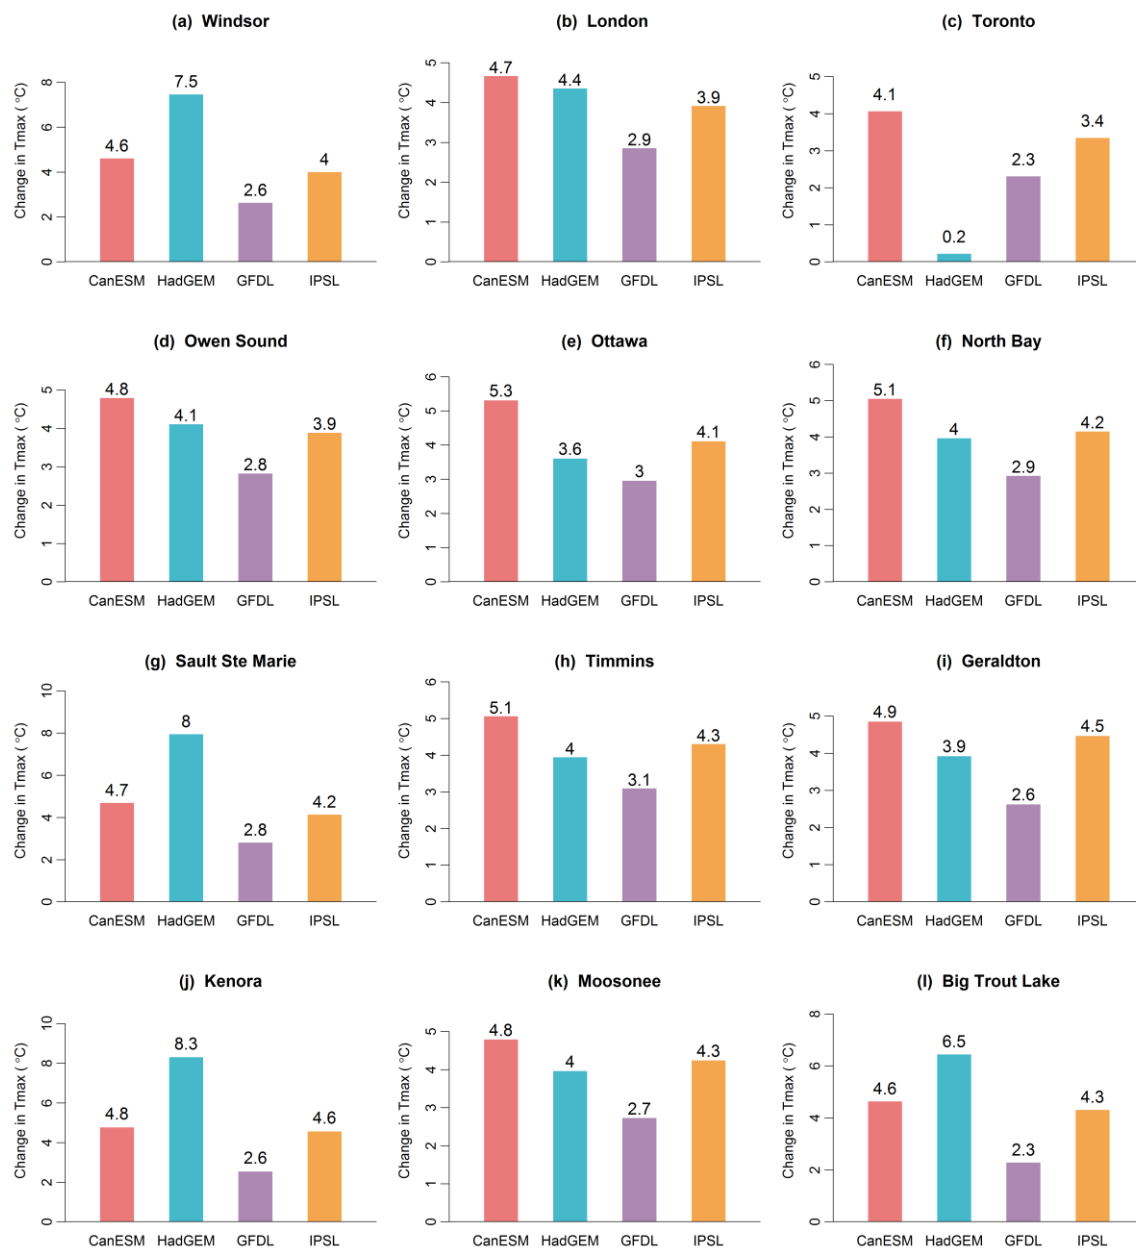 (a) Windsor
Change in Tmax ( °C)
0 2 4 6 8
4.6 7.5 2.6 4
CanESM HadGEM GFDL IPSL
(b) London
Change in Tmax ( °C)
0 1 2 3 4 5
4.7 4.4 2.9 3.9
CanESM HadGEM GFDL IPSL
(c) Toronto
Change in Tmax ( °C)
0 1 2 3 4 5
4.1 0.2 2.3 3.4
CanESM HadGEM GFDL IPSL
(d) Owen Sound
Change in Tmax ( °C)
0 1 2 3 4 5
4.8 4.1 2.8 3.9
CanESM HadGEM GFDL IPSL
(e) Ottawa
Change in Tmax ( °C)
0 1 2 3 4 5 6
5.3 3.6 3 4.1
CanESM HadGEM GFDL IPSL
(f) North Bay
Change in Tmax ( °C)
0 1 2 3 4 5 6
5.1 4 2.9 4.2
CanESM HadGEM GFDL IPSL
(g) Sault Ste Marie
Change in Tmax ( °C)
0 2 4 6 8 10
4.7 8 2.8 4.2
CanESM HadGEM GFDL IPSL
(h) Timmins
Change in Tmax ( °C)
0 1 2 3 4 5 6
5.1 4 3.1 4.3
CanESM HadGEM GFDL IPSL
(i) Geraldton
Change in Tmax ( °C)
0 1 2 3 4 5
4.9 3.9 2.6 4.5
CanESM HadGEM GFDL IPSL
(j) Kenora
Change in Tmax ( °C)
0 2 4 6 8 10
4.8 8.3 2.6 4.6
CanESM HadGEM GFDL IPSL
(k) Moosonee
Change in Tmax ( °C)
0 1 2 3 4 5
4.8 4 2.7 4.3
CanESM HadGEM GFDL IPSL
(l) Big Trout Lake
Change in Tmax ( °C)
0 2 4 6 8
4.6 6.5 2.3 4.3
CanESM HadGEM GFDL IPSL